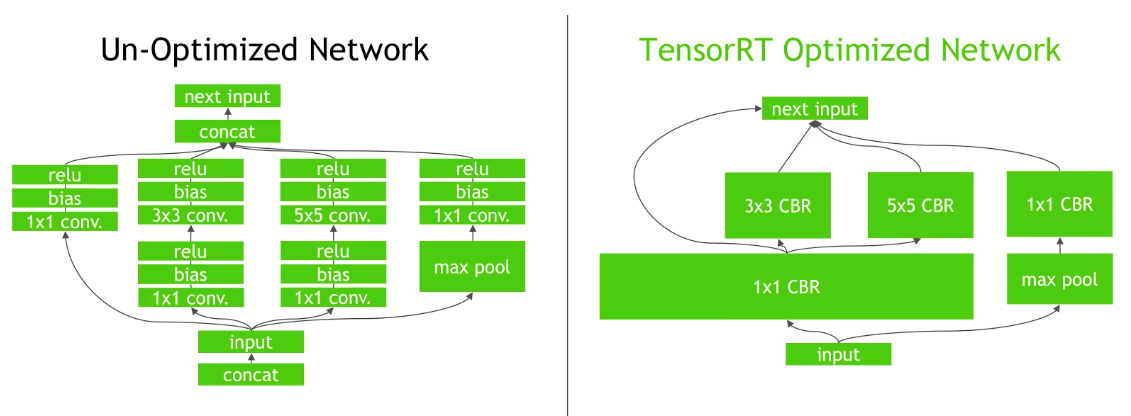 Un-Optimized Network
next input
concat
relu
bias
1x1 conv.
relu
bias
3x3 conv.
relu
bias
1x1 conv.
relu
bias
5x5 conv.
relu
bias
1x1 conv.
relu
bias
1x1 conv.
max pool
input
concat
TensorRT Optimized Network
next input
3x3 CBR
5x5 CBR
1x1 CBR
1x1 CBR
max pool
input